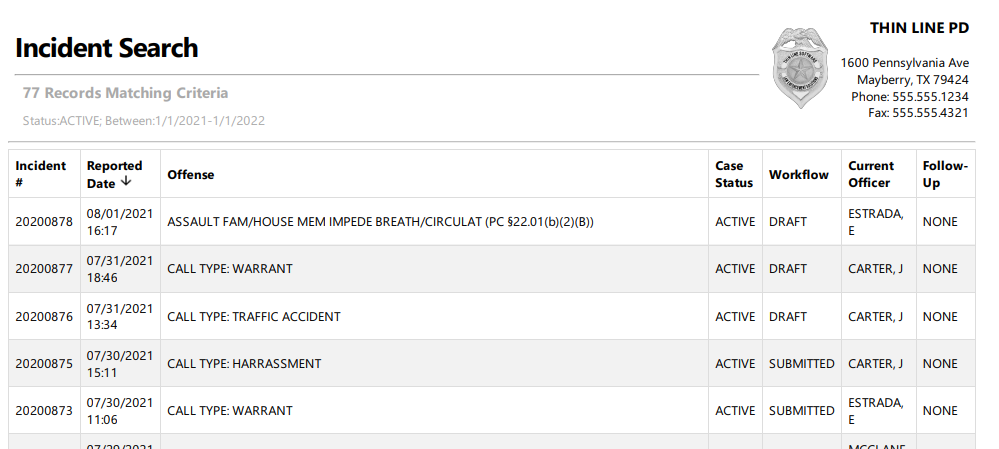 Incident Search
THIN LINE PD
1600 Pennsylvania Ave
Mayberry, TX 79424
Phone: 555.555.1234
Fax: 555.555.4321
THIN LINE SOFTWARE
77 Records Matching Criteria
Status:ACTIVE; Between:1/1/2021-1/1/2022
Incident # Reported Date ↓ Offense Case Status Workflow Current Officer Follow-Up
20200878 08/01/2021 16:17 ASSAULT FAM/HOUSE MEM IMPEDE BREATH/CIRCULAT (PC §22.01(b)(2)(B)) ACTIVE DRAFT ESTRADA, E NONE
20200877 07/31/2021 18:46 CALL TYPE: WARRANT ACTIVE DRAFT CARTER, J NONE
20200876 07/31/2021 13:34 CALL TYPE: TRAFFIC ACCIDENT ACTIVE DRAFT CARTER, J NONE
20200875 07/30/2021 15:11 CALL TYPE: HARRASSMENT ACTIVE SUBMITTED CARTER, J NONE
20200873 07/30/2021 11:06 CALL TYPE: WARRANT ACTIVE SUBMITTED ESTRADA, E NONE